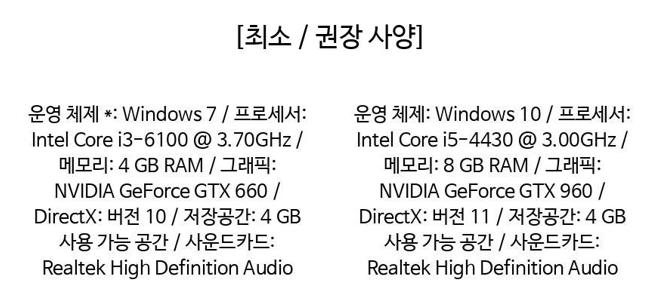 [최소 / 권장 사양]
운영 체제 *: Windows 7 / 프로세서:
Intel Core i3-6100 @ 3.70GHz /
메모리: 4 GB RAM / 그래픽:
NVIDIA GeForce GTX 660 /
DirectX: 버전 10 / 저장공간: 4 GB
사용 가능 공간 / 사운드카드:
Realtek High Definition Audio
운영 체제: Windows 10 / 프로세서:
Intel Core i5-4430 @ 3.00GHz /
메모리: 8 GB RAM / 그래픽:
NVIDIA GeForce GTX 960 /
DirectX: 버전 11 / 저장공간: 4 GB
사용 가능 공간 / 사운드카드:
Realtek High Definition Audio